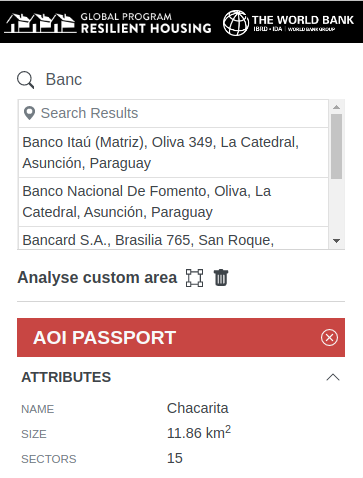 GLOBAL PROGRAM
RESILIENT HOUSING
THE WORLD BANK
IBRD • IDA | WORLD BANK GROUP
Banc
Search Results
Banco Itaú (Matriz), Oliva 349, La Catedral,
Asunción, Paraguay
Banco Nacional De Fomento, Oliva, La
Catedral, Asunción, Paraguay
Bancard S.A., Brasilia 765, San Roque,
Analyse custom area
AOI PASSPORT
ATTRIBUTES
NAME Chacarita
SIZE 11.86 km²
SECTORS 15